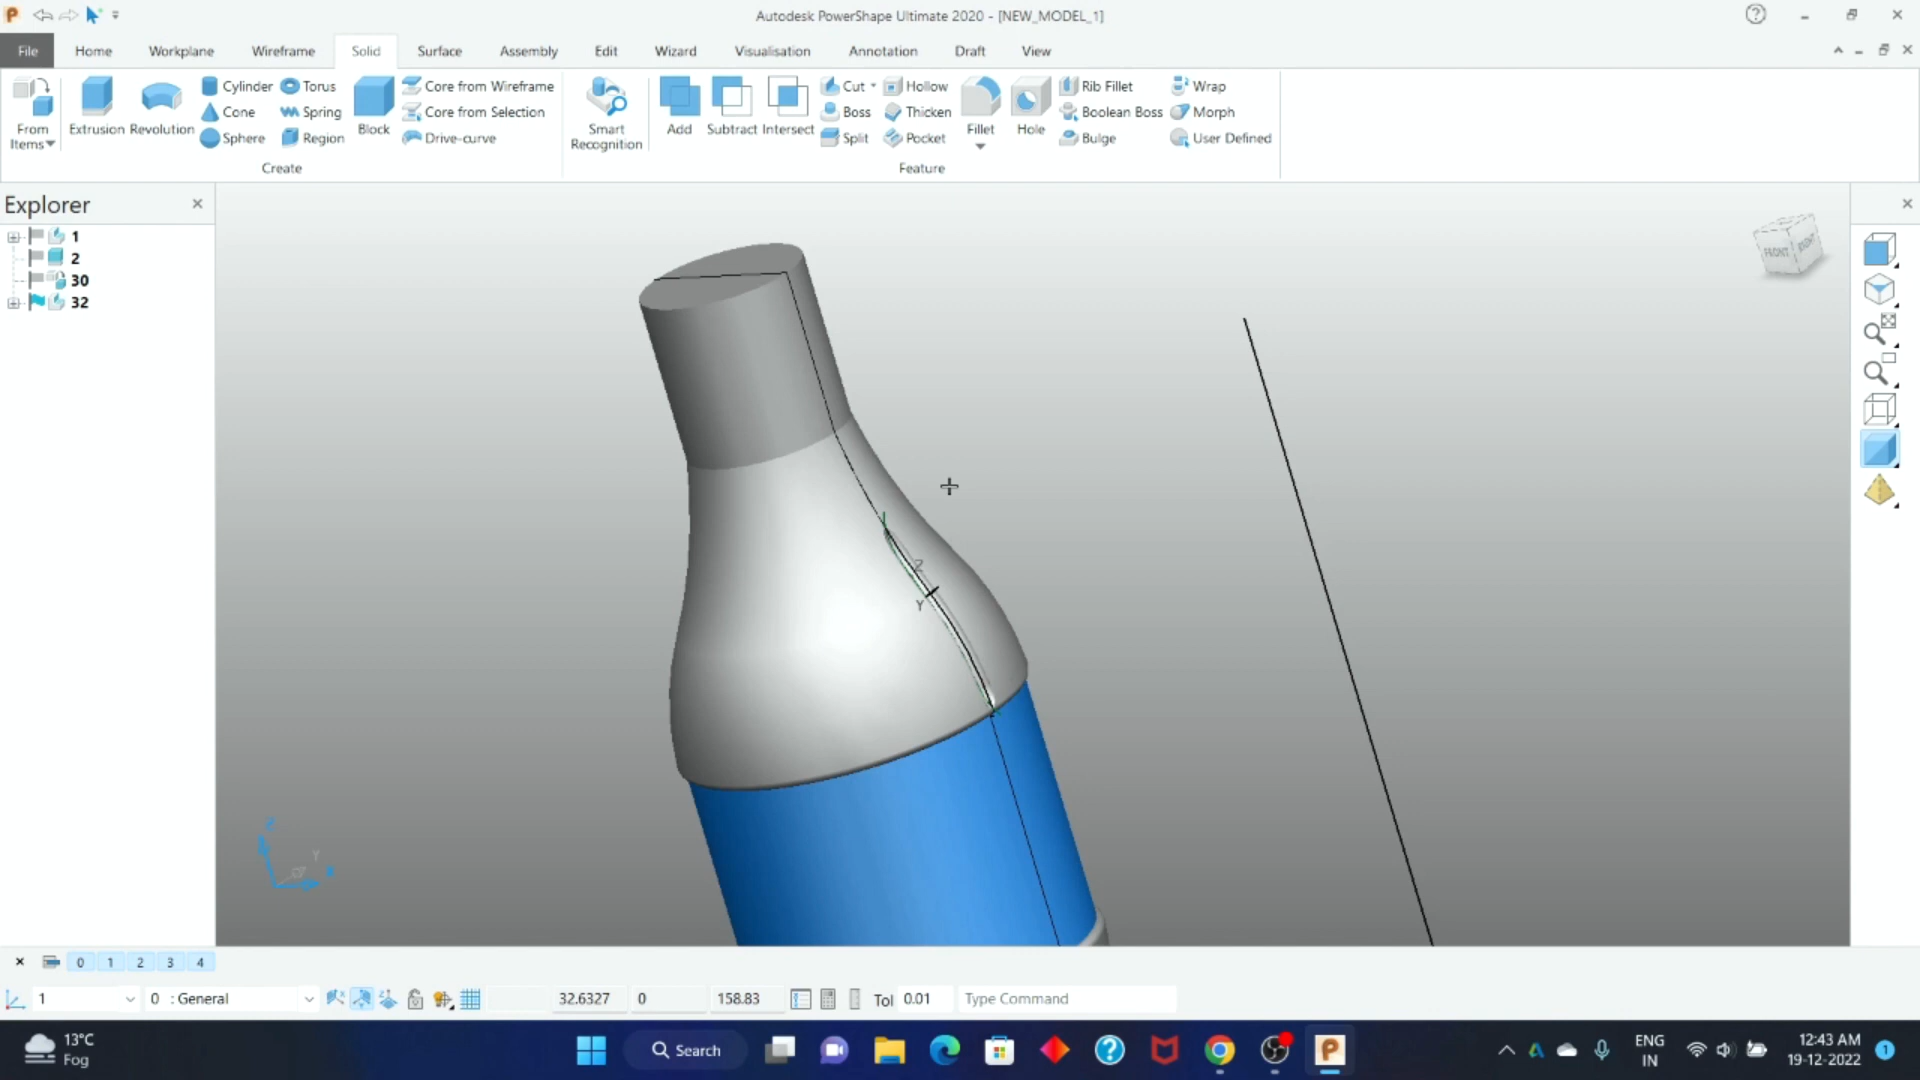 Autodesk PowerShape Ultimate 2020 - [NEW_MODEL_1]
File Home Workplane Wireframe Solid Surface Assembly Edit Wizard Visualisation Annotation Draft View
From Items
Extrusion
Revolution
Cylinder
Cone
Sphere
Torus
Spring
Region
Block
Core from Wireframe
Core from Selection
Drive-curve
Create
Smart Recognition
Add
Subtract
Intersect
Cut
Boss
Split
Hollow
Thicken
Pocket
Fillet
Hole
Rib Fillet
Boolean Boss
Bulge
Wrap
Morph
User Defined
Feature
Explorer
1
2
30
32
FRONT RIGHT
Z
Y
Z
Y
X
0 1 2 3 4
1
0 : General
32.6327 0 158.83
Tol 0.01
Type Command
13°C
Fog
Search
ENG
IN
12:43 AM
19-12-2022
1